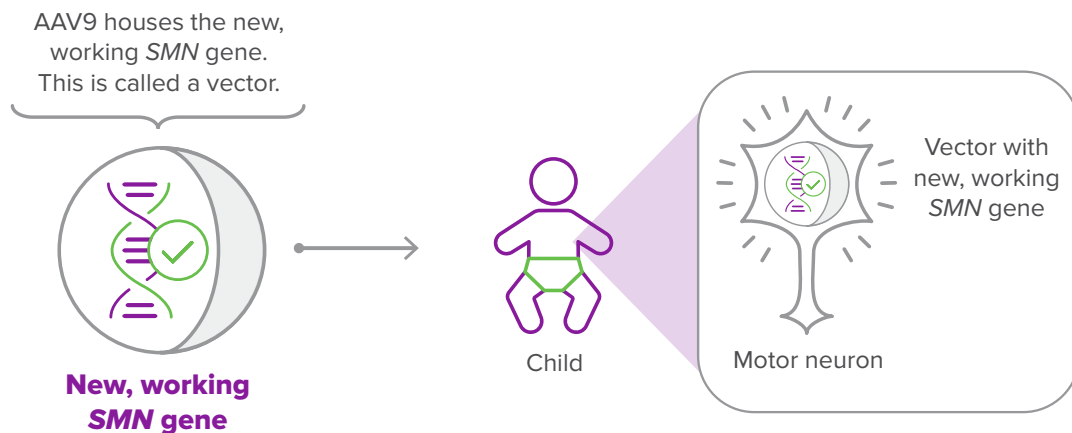 AAV9 houses the new,
working SMN gene.
This is called a vector.
New, working
SMN gene
Child
Vector with
new, working
SMN gene
Motor neuron